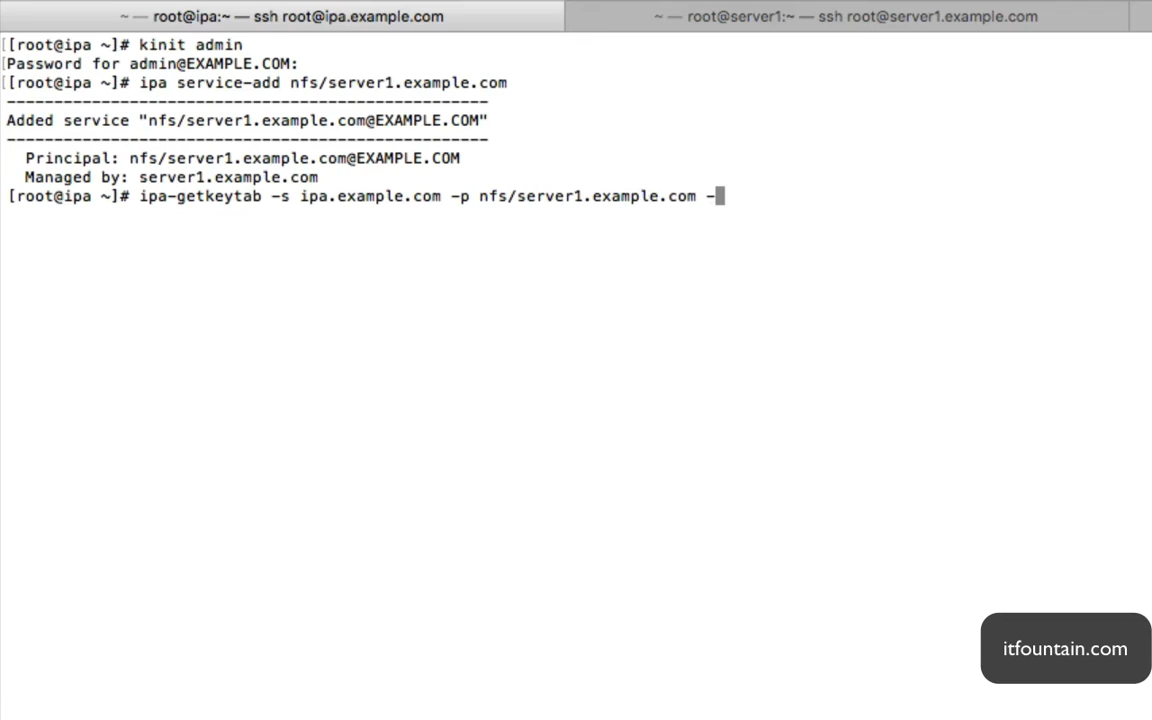 ~ — root@ipa:~ — ssh root@ipa.example.com
~ — root@server1:~ — ssh root@server1.example.com
[[root@ipa ~]# kinit admin
[Password for admin@EXAMPLE.COM:
[[root@ipa ~]# ipa service-add nfs/server1.example.com
---------------------------------------------------
Added service "nfs/server1.example.com@EXAMPLE.COM"
---------------------------------------------------
Principal: nfs/server1.example.com@EXAMPLE.COM
Managed by: server1.example.com
[root@ipa ~]# ipa-getkeytab -s ipa.example.com -p nfs/server1.example.com -
itfountain.com